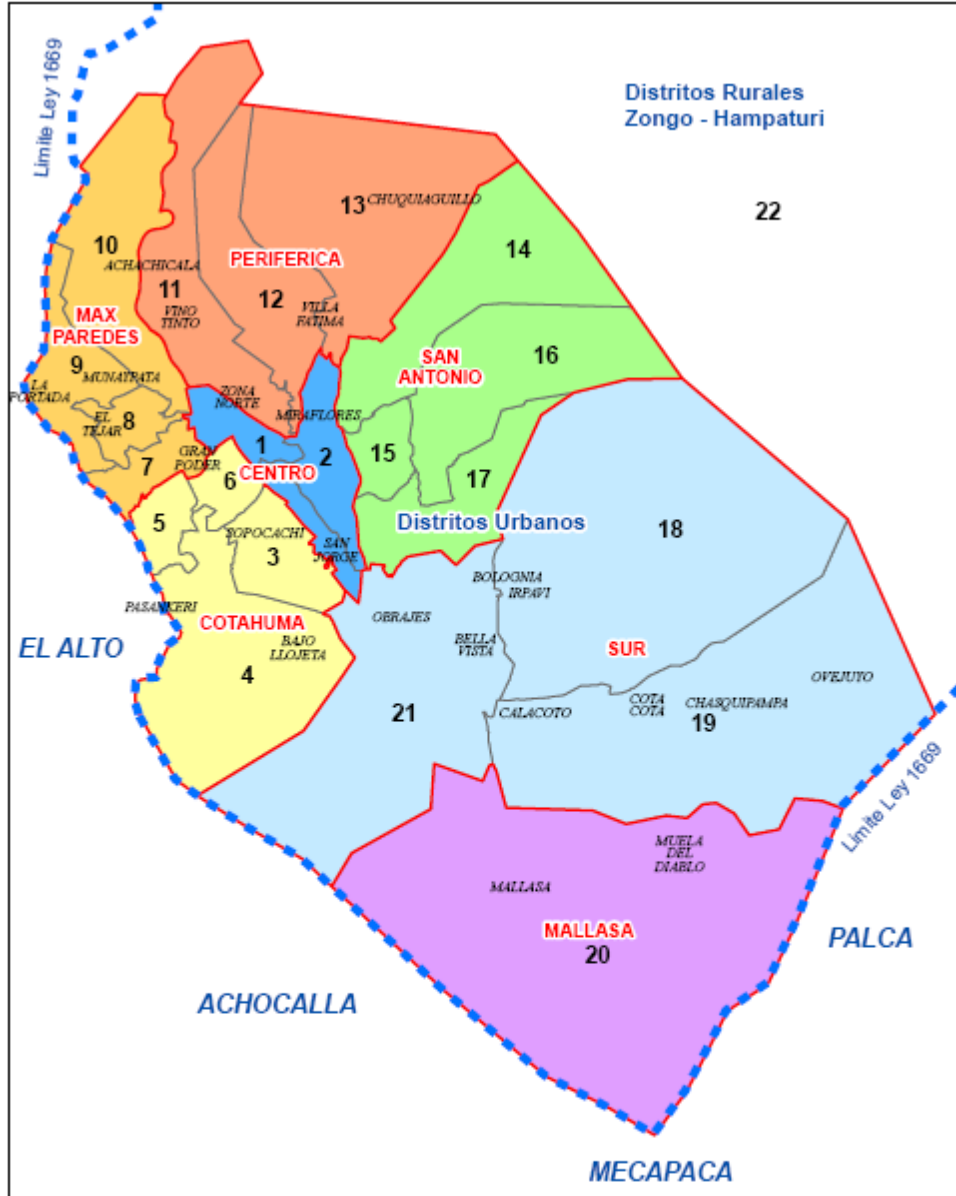 Limite Ley 1669
Distritos Rurales
Zongo - Hampaturi
22
13
CHUQUIAGUILLO
10
ACHACHICALA
11
VINO
TINTO
PERIFERICA
12
VILLA
FATIMA
14
MAX
PAREDES
9
MUNAYPATA
LA
PORTADA
EL
TEJAR
8
7
GRAN
PODER
ZONA
NORTE
MIRAFLORES
1
2
CENTRO
SAN
JORGE
SAN
ANTONIO
16
15
17
Distritos Urbanos
5
6
SOPOCACHI
3
PASANKERI
COTAHUMA
BAJO
LLOJETA
4
EL ALTO
18
BOLOGNIA
IRPAVI
OBRAJES
BELLA
VISTA
SUR
21
CALACOTO
COTA
COTA
CHASQUIPAMPA
19
OVEJUYO
Limite Ley 1669
MUELA
DEL
DIABLO
MALLASA
MALLASA
20
PALCA
ACHOCALLA
MECAPACA